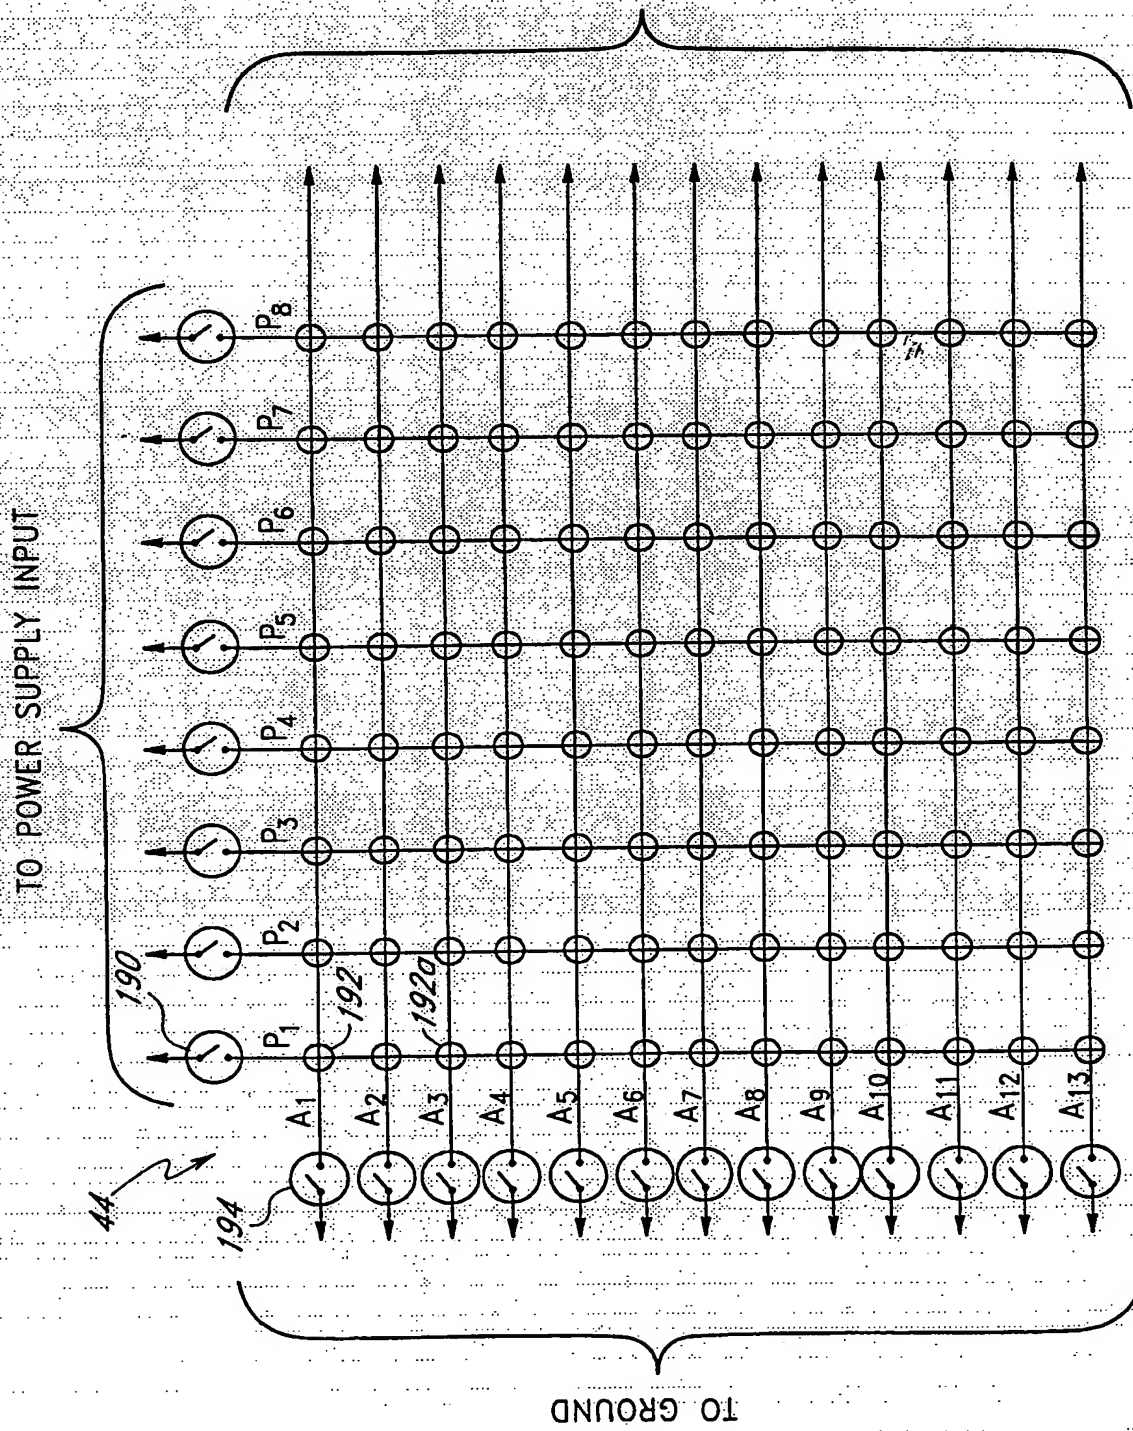 TO POWER SUPPLY INPUT
190
P1 P2 P3 P4 P5 P6 P7 P8
44
194
192
192a
A1
A2
A3
A4
A5
A6
A7
A8
A9
A10
A11
A12
A13
TO GROUND